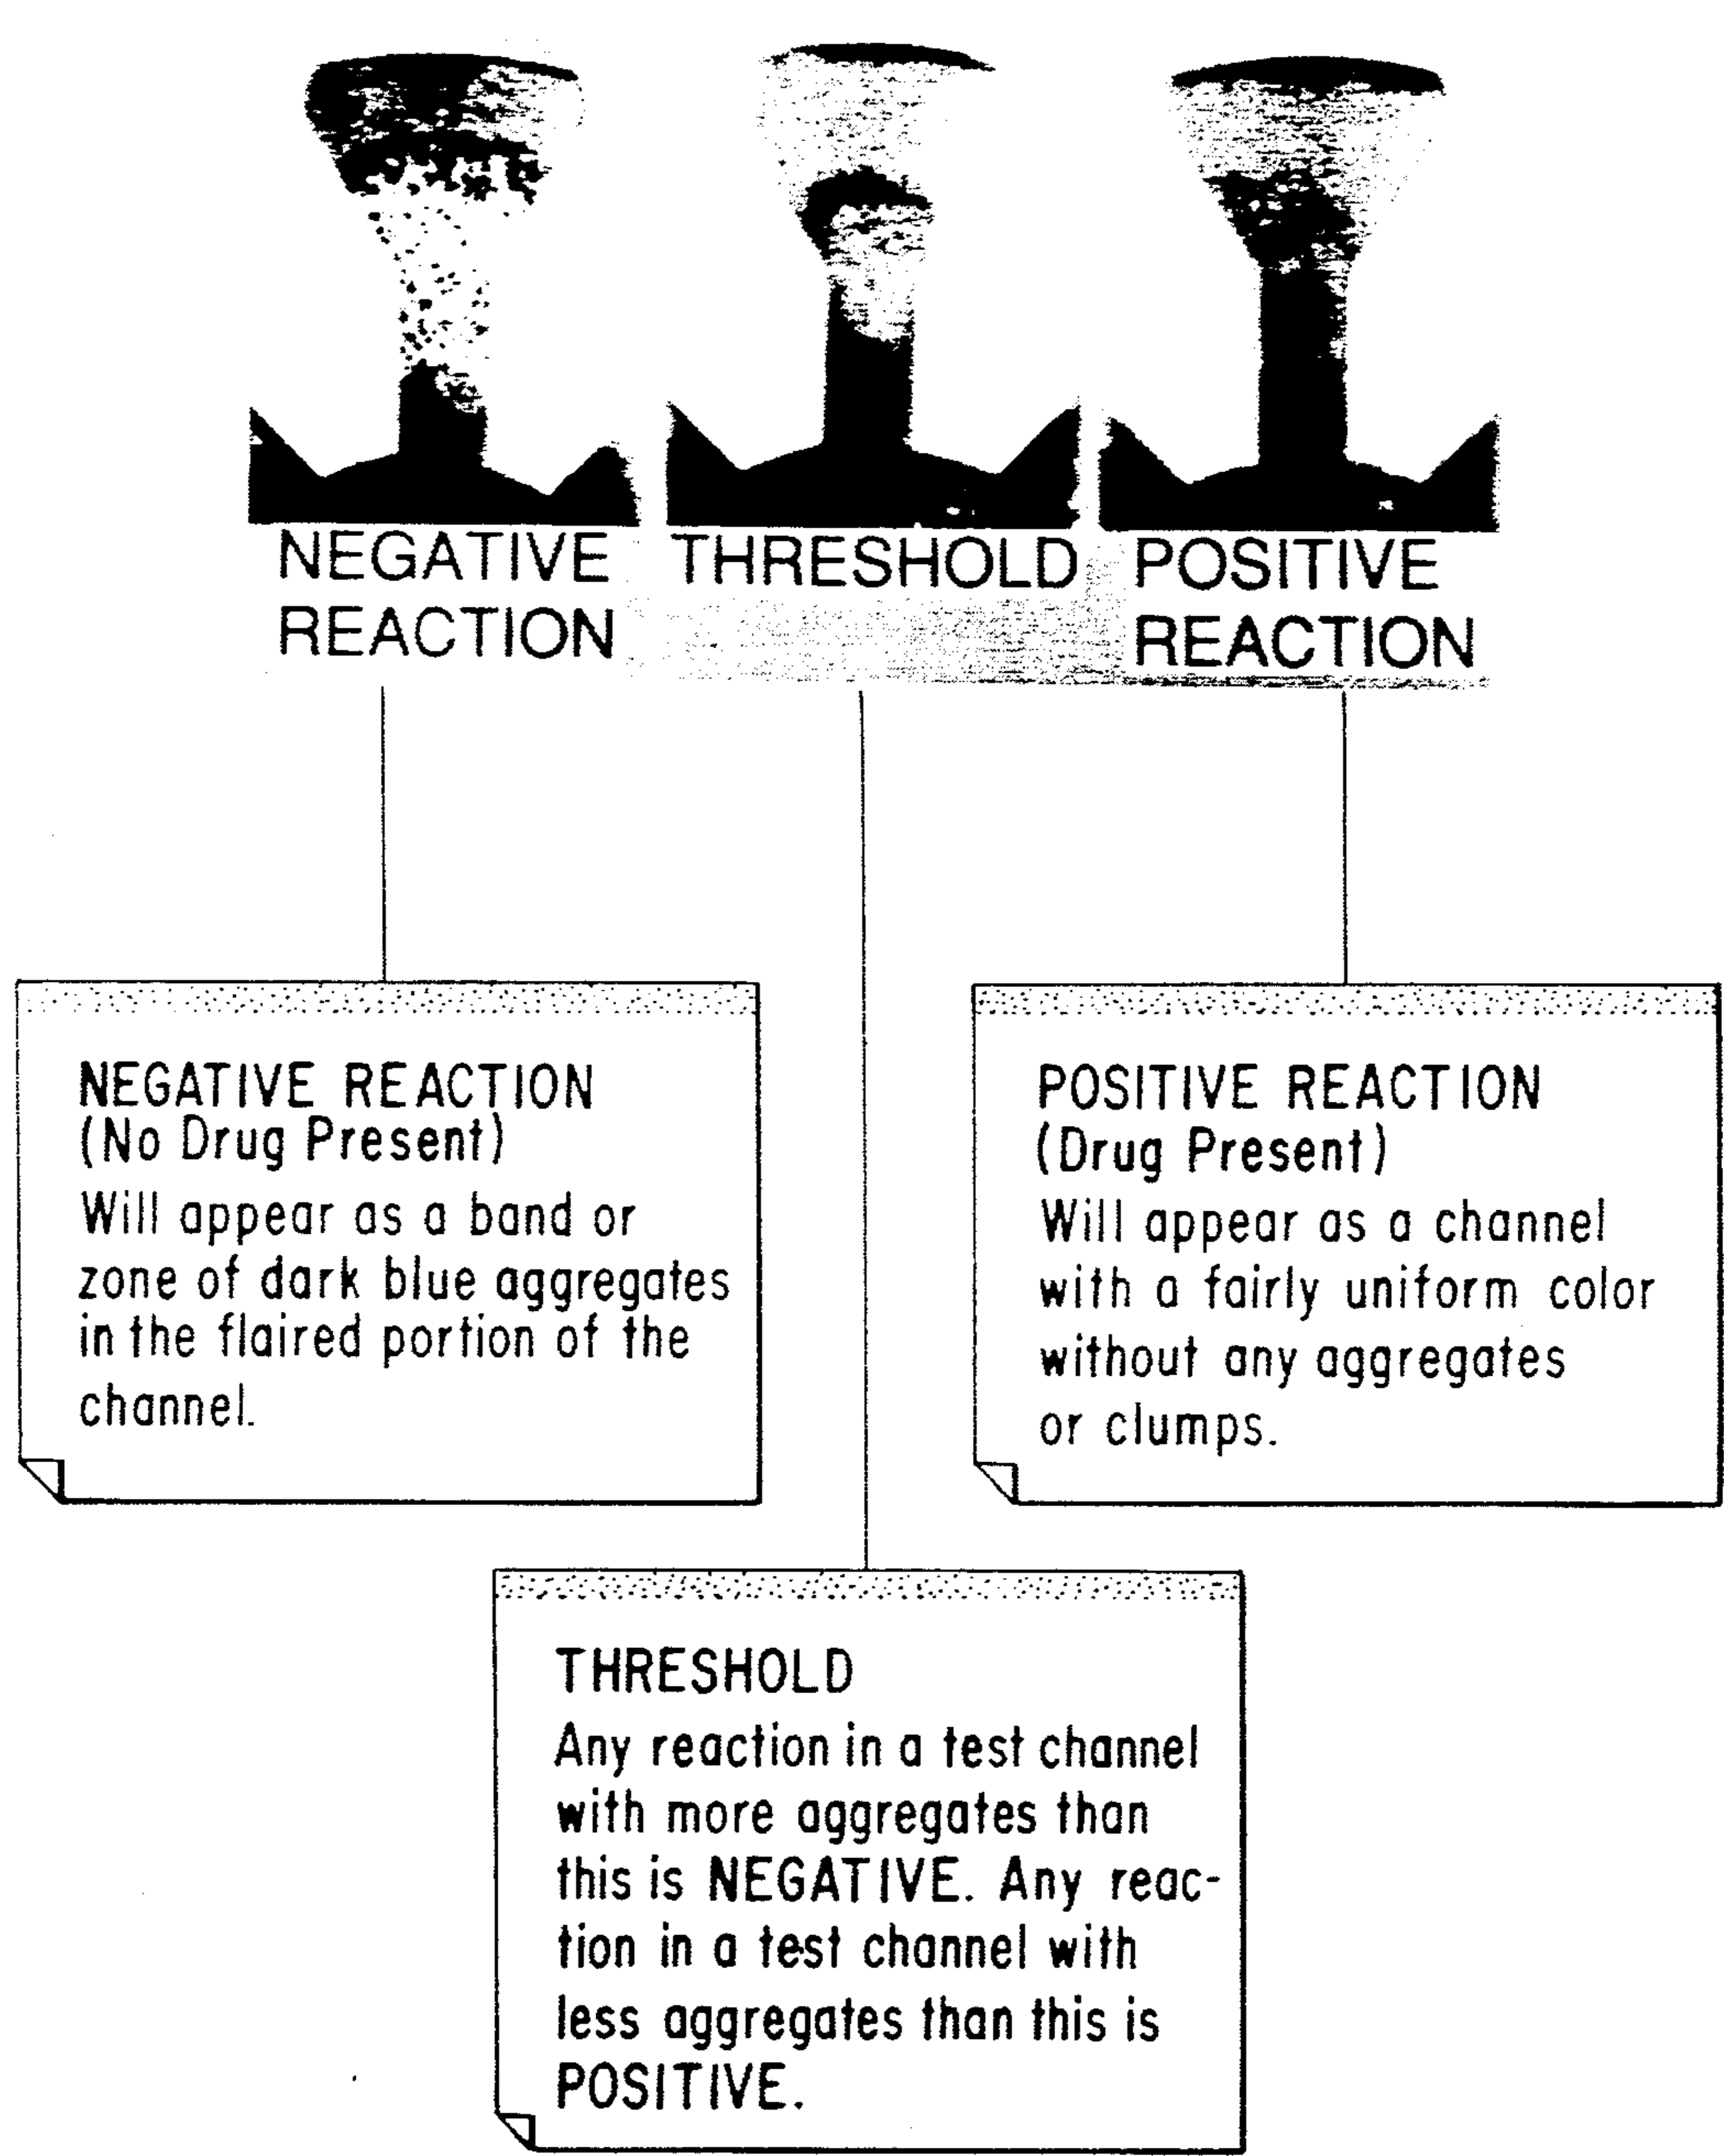 NEGATIVE
REACTION
THRESHOLD
POSITIVE
REACTION
NEGATIVE REACTION
(No Drug Present)
Will appear as a band or
zone of dark blue aggregates
in the flaired portion of the
channel.
POSITIVE REACTION
(Drug Present)
Will appear as a channel
with a fairly uniform color
without any aggregates
or clumps.
THRESHOLD
Any reaction in a test channel
with more aggregates than
this is NEGATIVE. Any reac-
tion in a test channel with
less aggregates than this is
POSITIVE.